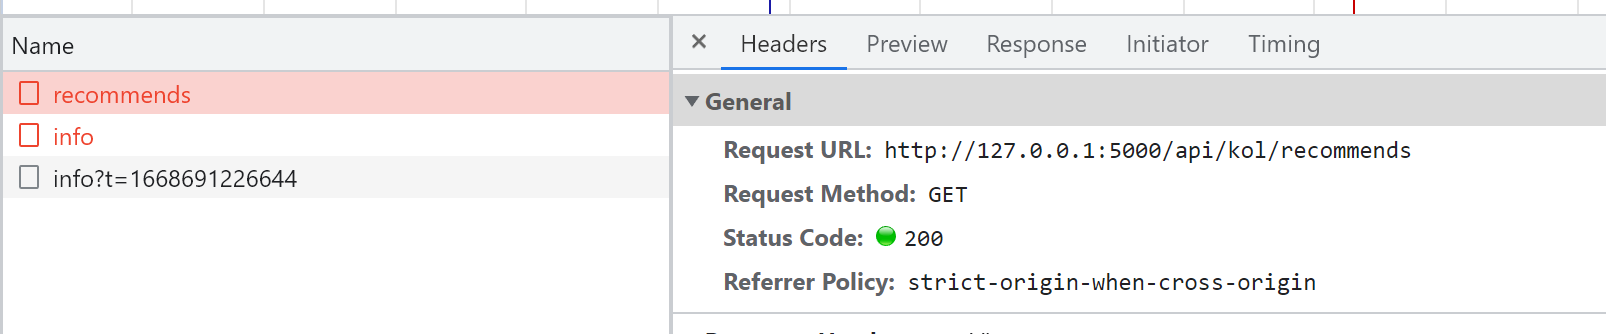 Name
recommends
info
info?t=1668691226644
Headers Preview Response Initiator Timing
General
Request URL: http://127.0.0.1:5000/api/kol/recommends
Request Method: GET
Status Code: 200
Referrer Policy: strict-origin-when-cross-origin